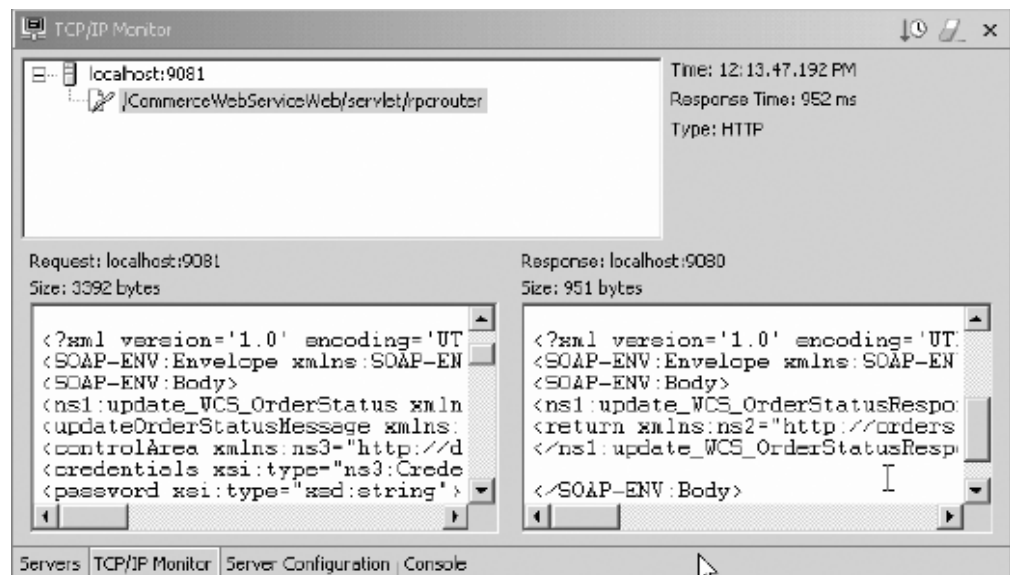 TCP/IP Monitor
localhost:9081
/CommerceWebServiceWeb/servlet/rpcrouter
Time: 12:13.47.192 PM
Response Time: 952 ms
Type: HTTP
Request: localhost:9081
Size: 3392 bytes
<?xml version='1.0' encoding='UT
<SOAP-ENV:Envelope xmlns:SOAP-EN
<SOAP-ENV:Body>
<ns1:update_WCS_OrderStatus xmln
<updateOrderStatusMessage xmlns:
<controlArea xmlns:ns3="http://d
<credentials xsi:type="ns3:Crede
<password xsi:type="xsd:string">
Response: localhost:9080
Size: 951 bytes
<?xml version='1.0' encoding='UT
<SOAP-ENV:Envelope xmlns:SOAP-EN
<SOAP-ENV:Body>
<ns1:update_WCS_OrderStatusRespo
<return xmlns:ns2="http://orders
</ns1:update_WCS_OrderStatusResp
</SOAP-ENV:Body>
Servers TCP/IP Monitor Server Configuration Console